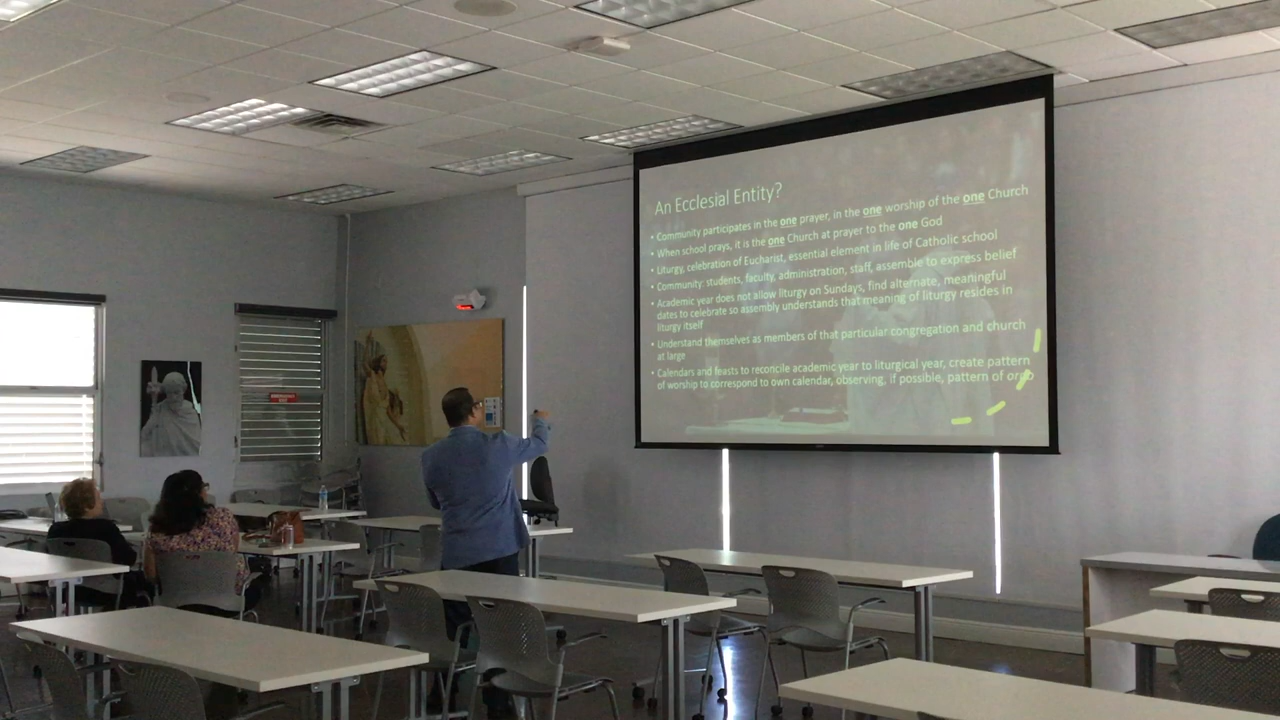 An Ecclesial Entity?
• Community participates in the one prayer, in the one worship of the one Church
• When school prays, it is the one Church at prayer to the one God
• Liturgy, celebration of Eucharist, essential element in life of Catholic school
• Community: students, faculty, administration, staff, assemble to express belief
• Academic year does not allow liturgy on Sundays, find alternate, meaningful
dates to celebrate so assembly understands that meaning of liturgy resides in
liturgy itself
• Understand themselves as members of that particular congregation and church
at large
• Calendars and feasts to reconcile academic year to liturgical year, create pattern
of worship to correspond to own calendar, observing, if possible, pattern of